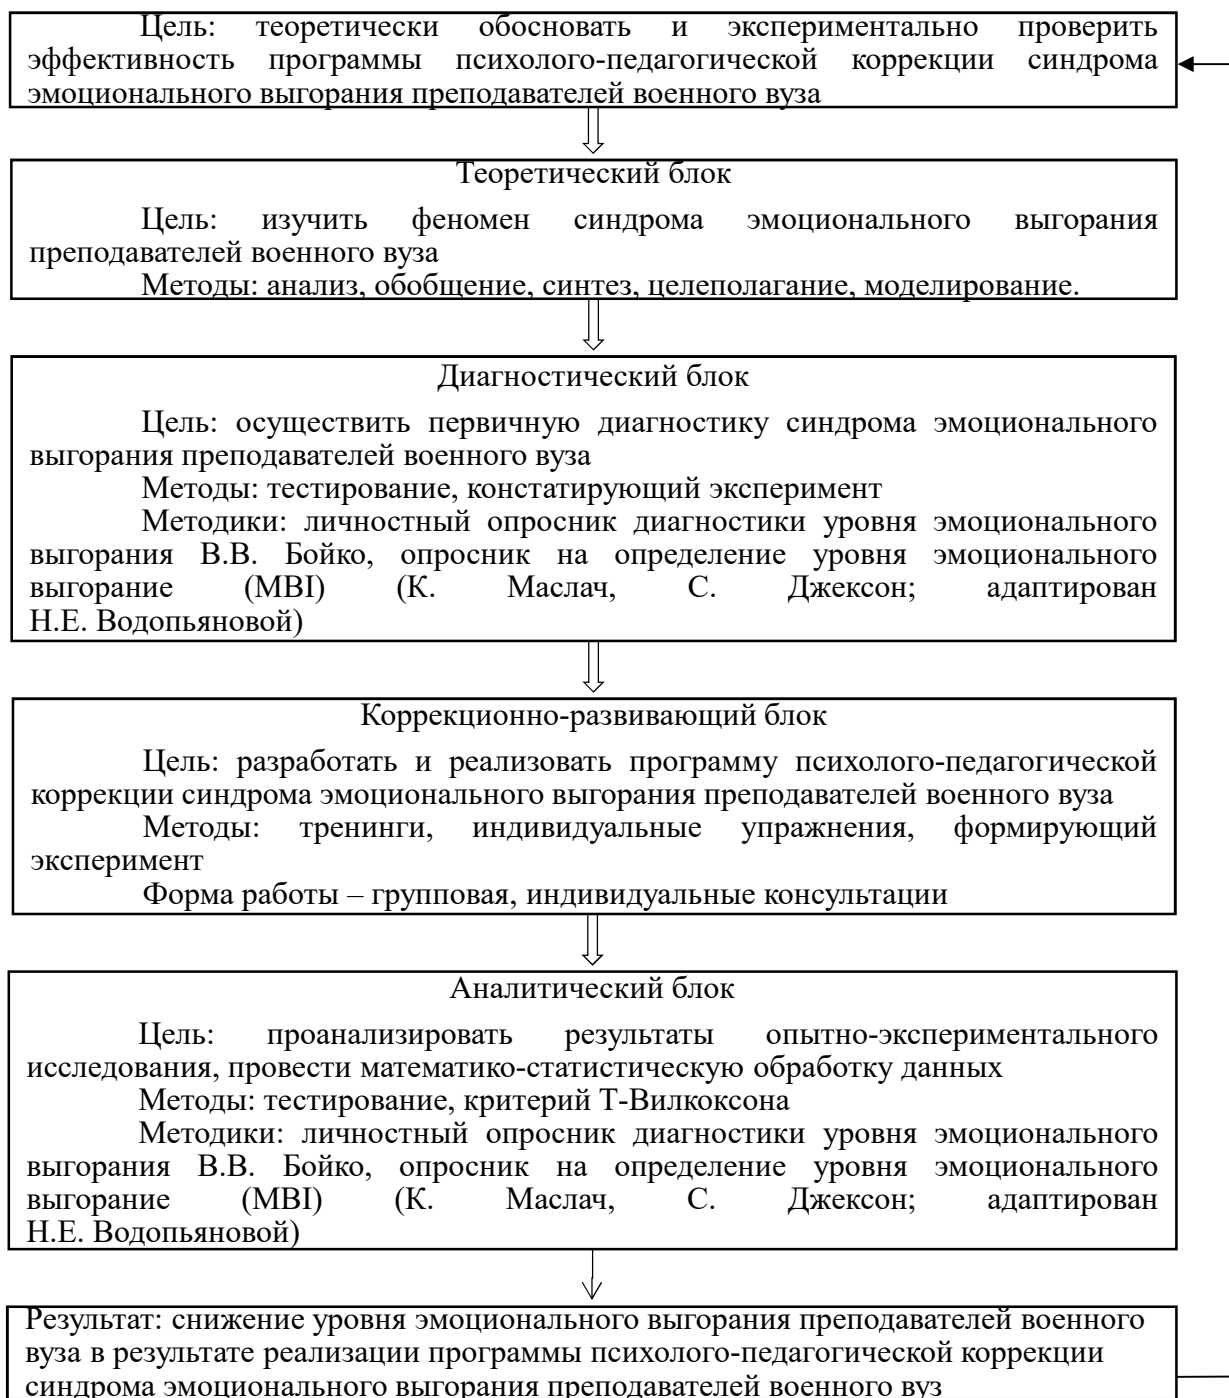 Цель: теоретически обосновать и экспериментально проверить
эффективность программы психолого-педагогической коррекции синдрома
эмоционального выгорания преподавателей военного вуза
Теоретический блок
Цель: изучить феномен синдрома эмоционального выгорания
преподавателей военного вуза
Методы: анализ, обобщение, синтез, целеполагание, моделирование.
Диагностический блок
Цель: осуществить первичную диагностику синдрома эмоционального
выгорания преподавателей военного вуза
Методы: тестирование, констатирующий эксперимент
Методики: личностный опросник диагностики уровня эмоционального
выгорания В.В. Бойко, опросник на определение уровня эмоционального
выгорание (MBI) (К. Маслач, С. Джексон; адаптирован
Н.Е. Водопьяновой)
Коррекционно-развивающий блок
Цель: разработать и реализовать программу психолого-педагогической
коррекции синдрома эмоционального выгорания преподавателей военного вуза
Методы: тренинги, индивидуальные упражнения, формирующий
эксперимент
Форма работы – групповая, индивидуальные консультации
Аналитический блок
Цель: проанализировать результаты опытно-экспериментального
исследования, провести математико-статистическую обработку данных
Методы: тестирование, критерий Т-Вилкоксона
Методики: личностный опросник диагностики уровня эмоционального
выгорания В.В. Бойко, опросник на определение уровня эмоционального
выгорание (MBI) (К. Маслач, С. Джексон; адаптирован
Н.Е. Водопьяновой)
Результат: снижение уровня эмоционального выгорания преподавателей военного
вуза в результате реализации программы психолого-педагогической коррекции
синдрома эмоционального выгорания преподавателей военного вуз